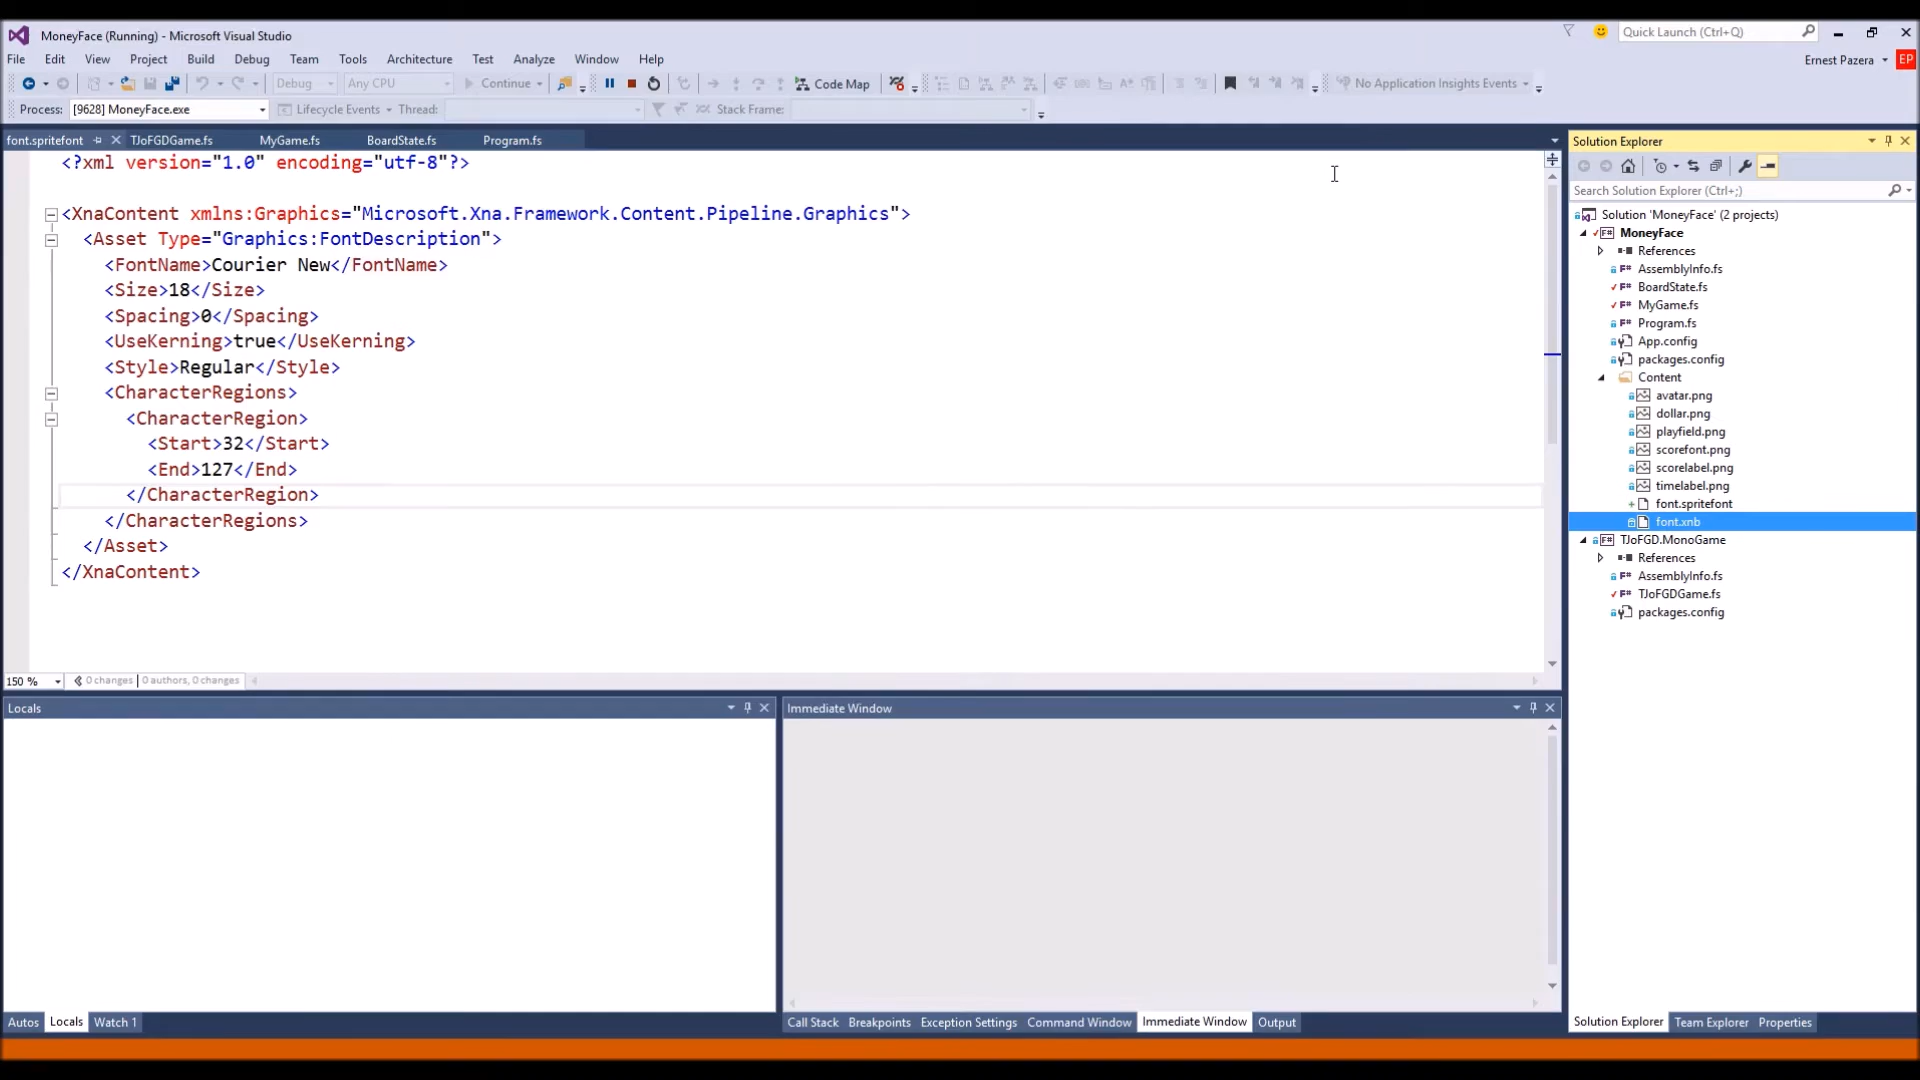 MoneyFace (Running) - Microsoft Visual Studio
Quick Launch (Ctrl+Q)
File Edit View Project Build Debug Team Tools Architecture Test Analyze Window Help
Ernest Pazera EP
Debug Any CPU Continue Code Map No Application Insights Events
Process: [9628] MoneyFace.exe Lifecycle Events Thread: Stack Frame:
font.spritefont TJoFGDGame.fs MyGame.fs BoardState.fs Program.fs
<?xml version="1.0" encoding="utf-8"?>
<XnaContent xmlns:Graphics="Microsoft.Xna.Framework.Content.Pipeline.Graphics">
<Asset Type="Graphics:FontDescription">
<FontName>Courier New</FontName>
<Size>18</Size>
<Spacing>0</Spacing>
<UseKerning>true</UseKerning>
<Style>Regular</Style>
<CharacterRegions>
<CharacterRegion>
<Start>32</Start>
<End>127</End>
</CharacterRegion>
</CharacterRegions>
</Asset>
</XnaContent>
150 % 0 changes | 0 authors, 0 changes
Solution Explorer
Search Solution Explorer (Ctrl+;)
Solution 'MoneyFace' (2 projects)
MoneyFace
References
AssemblyInfo.fs
BoardState.fs
MyGame.fs
Program.fs
App.config
packages.config
Content
avatar.png
dollar.png
playfield.png
scorefont.png
scorelabel.png
timelabel.png
font.spritefont
font.xnb
TJoFGD.MonoGame
References
AssemblyInfo.fs
TJoFGDGame.fs
packages.config
Locals
Immediate Window
Autos Locals Watch 1
Call Stack Breakpoints Exception Settings Command Window Immediate Window Output
Solution Explorer Team Explorer Properties